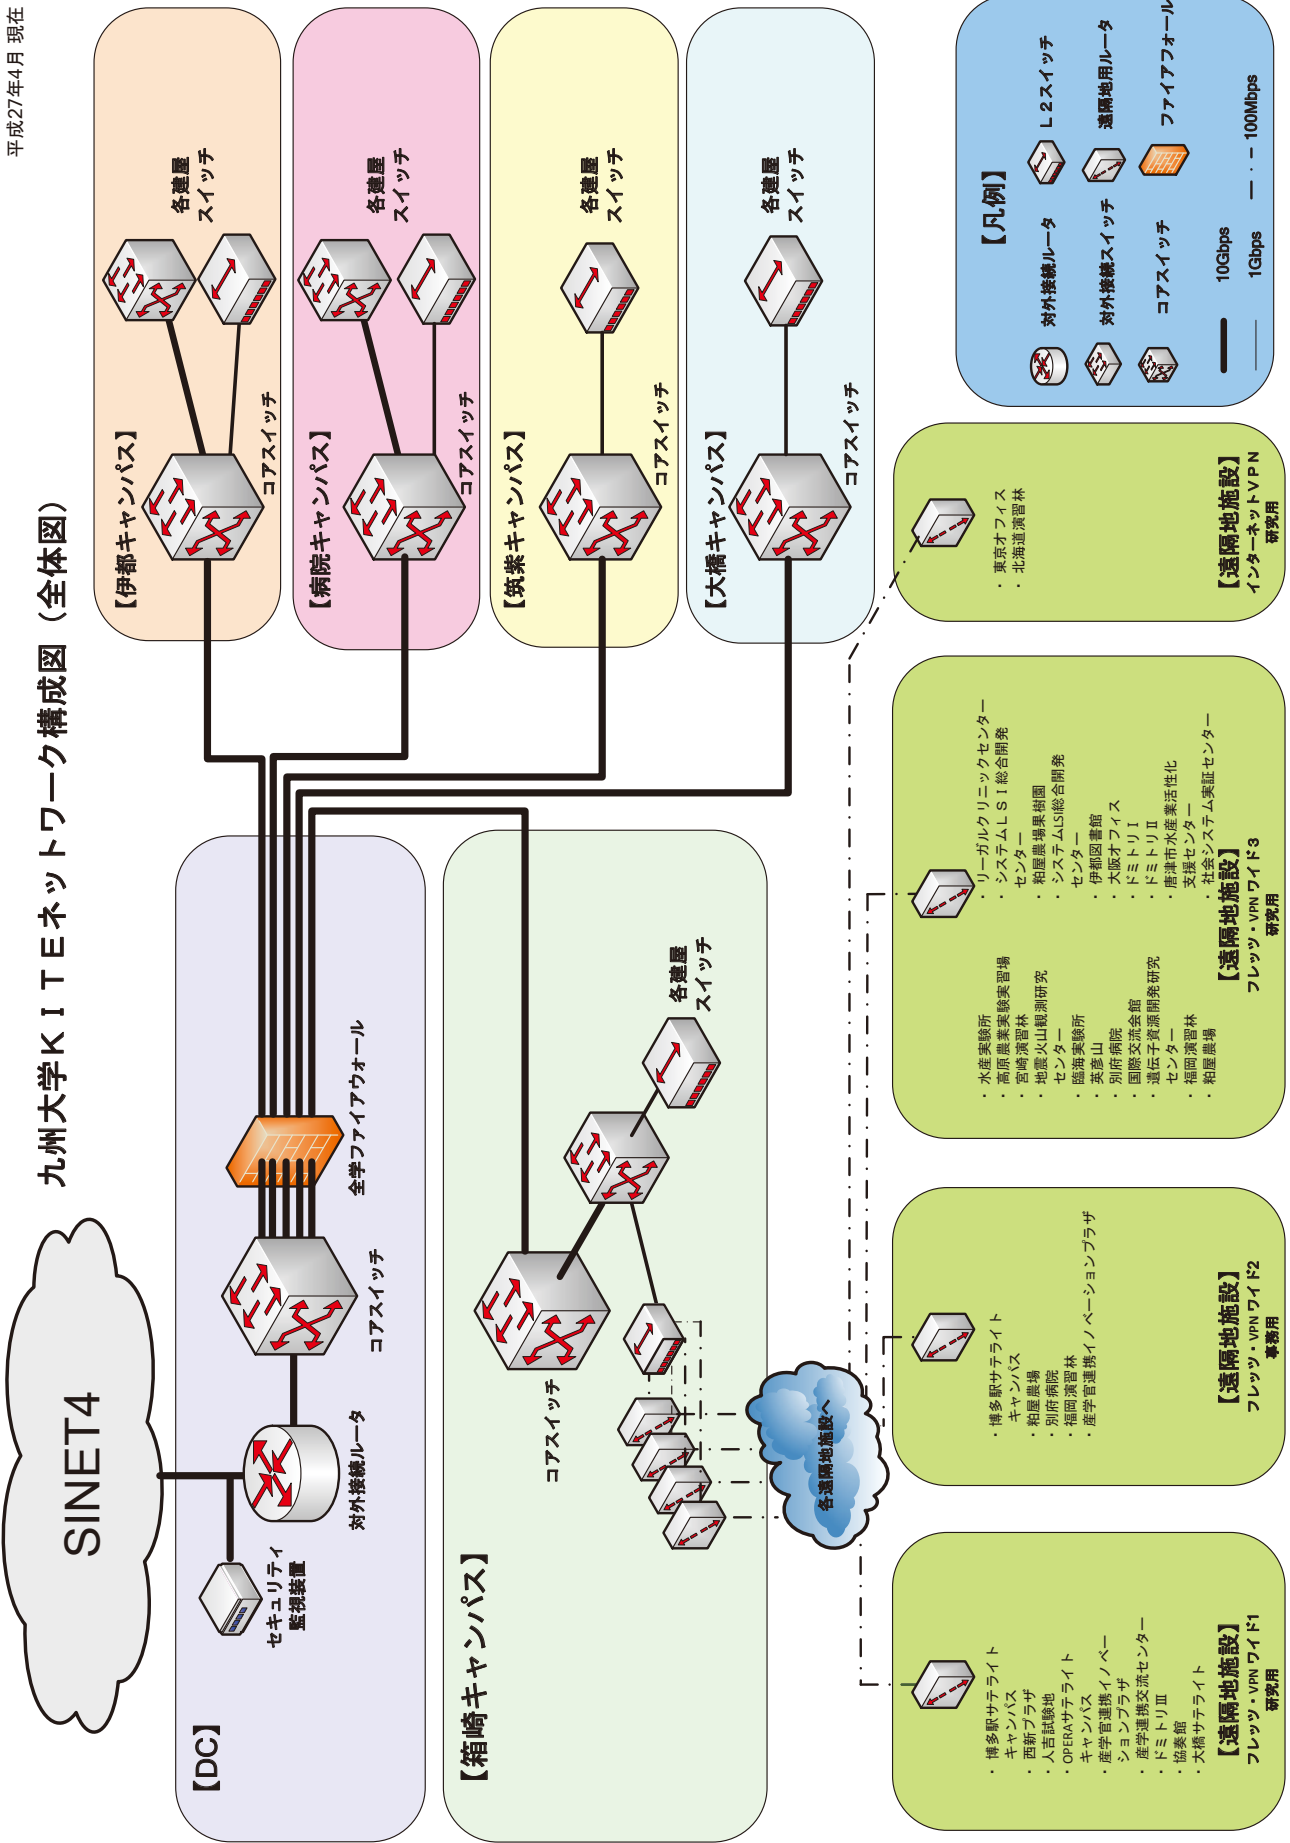 九州大学ＫＩＴＥネットワーク構成図（全体図）
平成27年4月 現在
SINET4
【DC】
セキュリティ
監視装置
対外接続ルータ
コアスイッチ
全学ファイアウォール
【伊都キャンパス】
コアスイッチ
各建屋
スイッチ
【病院キャンパス】
コアスイッチ
各建屋
スイッチ
【筑紫キャンパス】
コアスイッチ
各建屋
スイッチ
【大橋キャンパス】
コアスイッチ
各建屋
スイッチ
【箱崎キャンパス】
コアスイッチ
各建屋
スイッチ
各遠隔地施設へ
・博多駅サテライト
キャンパス
・西新プラザ
・人吉試験地
・OPERAサテライト
キャンパス
・産学官連携イノベー
ションプラザ
・産学連携交流センター
・ドミトリⅢ
・協奏館
・大橋サテライト
【遠隔地施設】
フレッツ・VPN ワイド1
研究用
・博多駅サテライト
キャンパス
・粕屋農場
・別府病院
・福岡演習林
・産学官連携イノベーションプラザ
【遠隔地施設】
フレッツ・VPN ワイド2
事務用
・水産実験所
・高原農業実験実習場
・宮崎演習林
・地震火山観測研究
センター
・臨海実験所
・英彦山
・別府病院
・国際交流会館
・遺伝子資源開発研究
センター
・福岡演習林
・粕屋農場
・リーガルクリニックセンター
・システムＬＳＩ総合開発
センター
・粕屋農場果樹園
・システムLSI総合開発
センター
・伊都図書館
・大阪オフィス
・ドミトリⅠ
・ドミトリⅡ
・唐津市水産業活性化
支援センター
・社会システム実証センター
【遠隔地施設】
フレッツ・VPN ワイド3
研究用
・東京オフィス
・北海道演習林
【遠隔地施設】
インターネットＶＰＮ
研究用
【凡例】
対外接続ルータ
Ｌ２スイッチ
対外接続スイッチ
遠隔地用ルータ
コアスイッチ
ファイアフォール
10Gbps
1Gbps
100Mbps